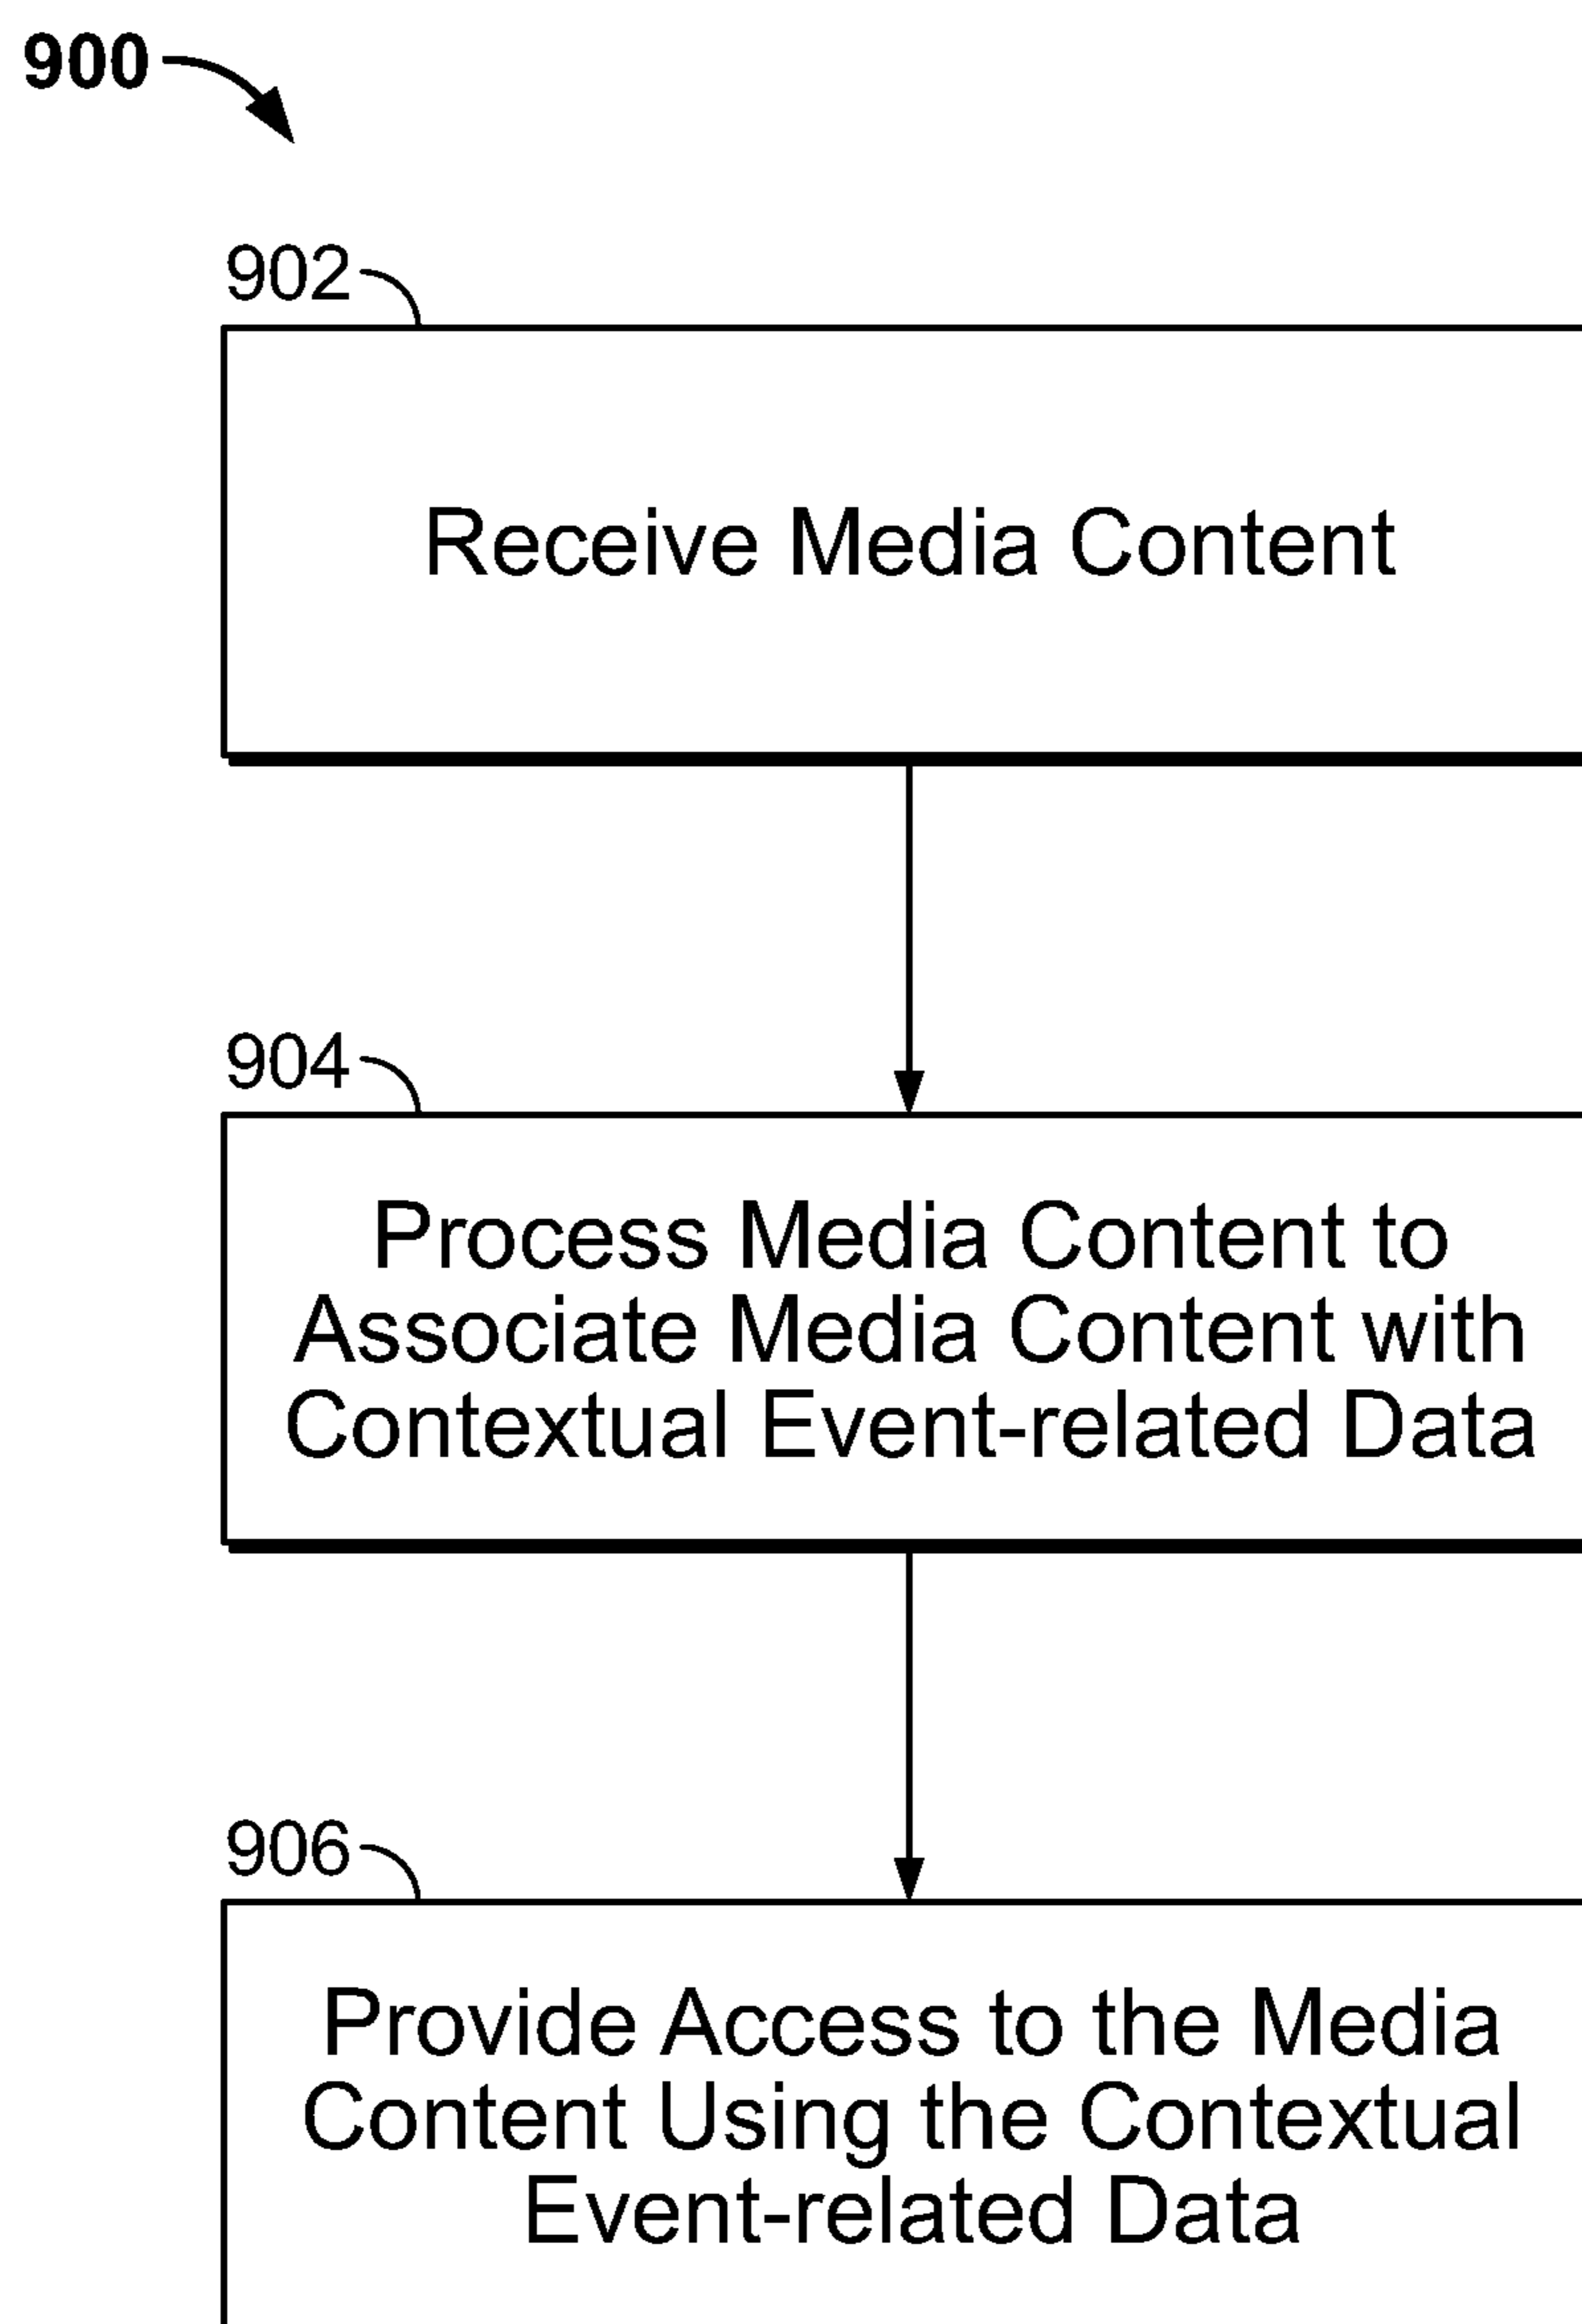 900
902
Receive Media Content
904
Process Media Content to
Associate Media Content with
Contextual Event-related Data
906
Provide Access to the Media
Content Using the Contextual
Event-related Data